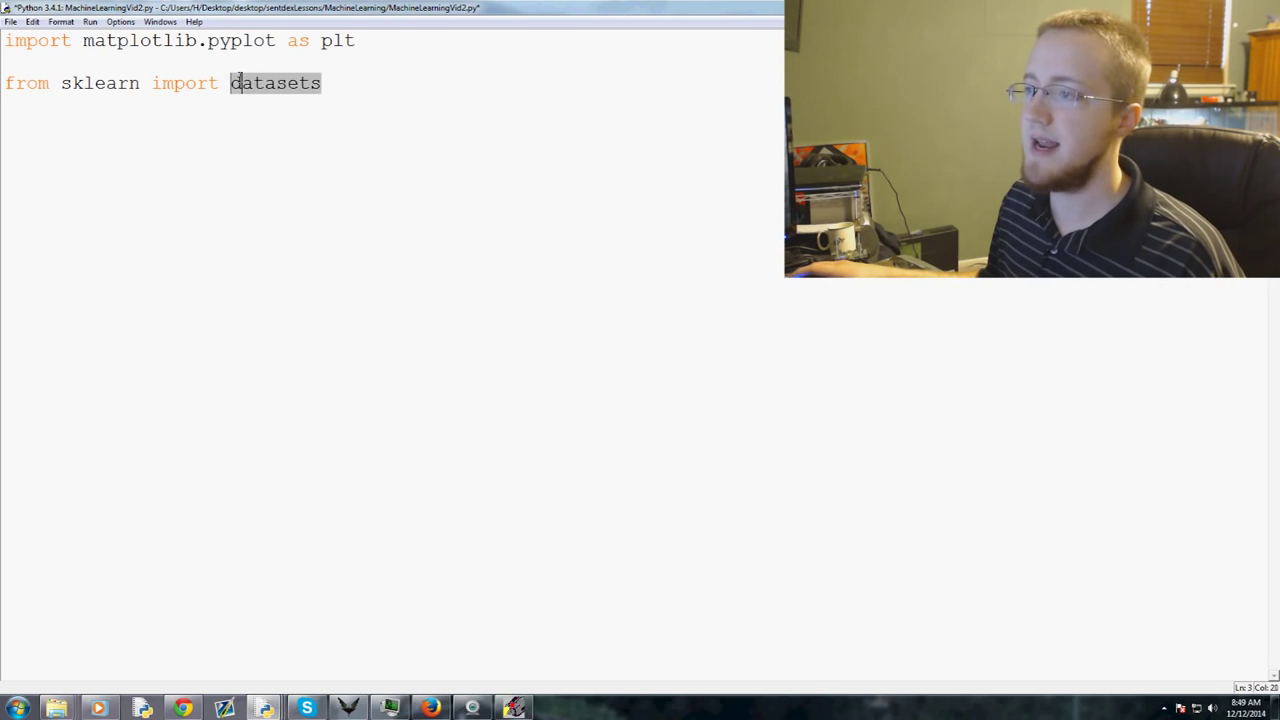 *Python 3.4.1: MachineLearningVid2.py - C:/Users/H/Desktop/desktop/sentdexLessons/MachineLearning/MachineLearningVid2.py*
File Edit Format Run Options Windows Help
import matplotlib.pyplot as plt
from sklearn import datasets
Ln: 3 Col: 20
8:49 AM
12/12/2014